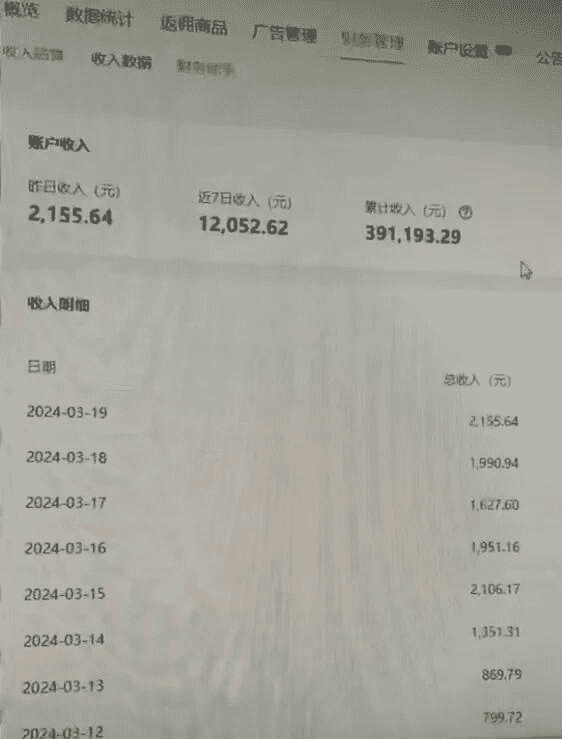 概览 数据统计 返佣商品 广告管理 财务管理 账户设置 公告
收入结算 收入数据
账户收入
昨日收入（元） 近7日收入（元） 累计收入（元） ?
2,155.64 12,052.62 391,193.29
收入明细
日期 总收入（元）
2024-03-19 2,155.64
2024-03-18 1,990.94
2024-03-17 1,627.60
2024-03-16 1,951.16
2024-03-15 2,106.17
2024-03-14 1,351.31
2024-03-13 869.79
2024-03-12 799.72